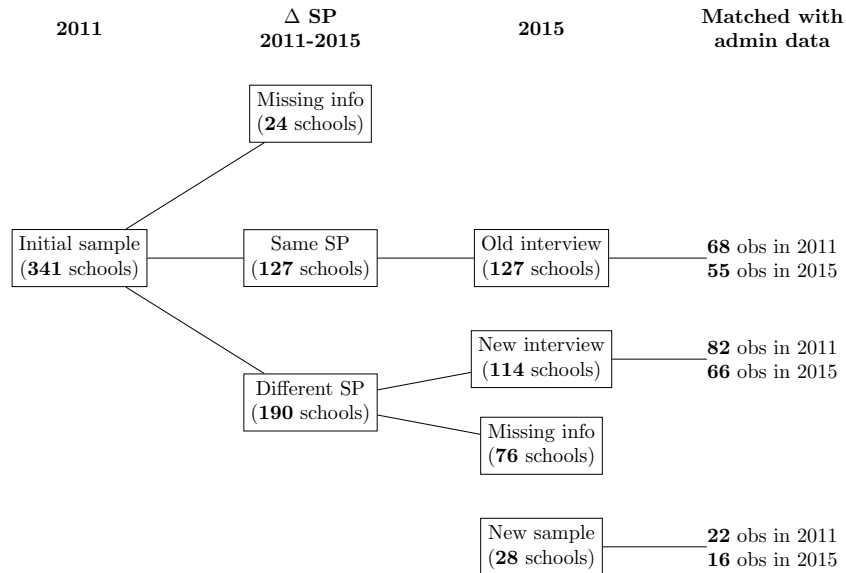 2011
Δ SP
2011-2015
2015
Matched with
admin data
Missing info
(24 schools)
Initial sample
(341 schools)
Same SP
(127 schools)
Old interview
(127 schools)
68 obs in 2011
55 obs in 2015
New interview
(114 schools)
82 obs in 2011
66 obs in 2015
Different SP
(190 schools)
Missing info
(76 schools)
New sample
(28 schools)
22 obs in 2011
16 obs in 2015